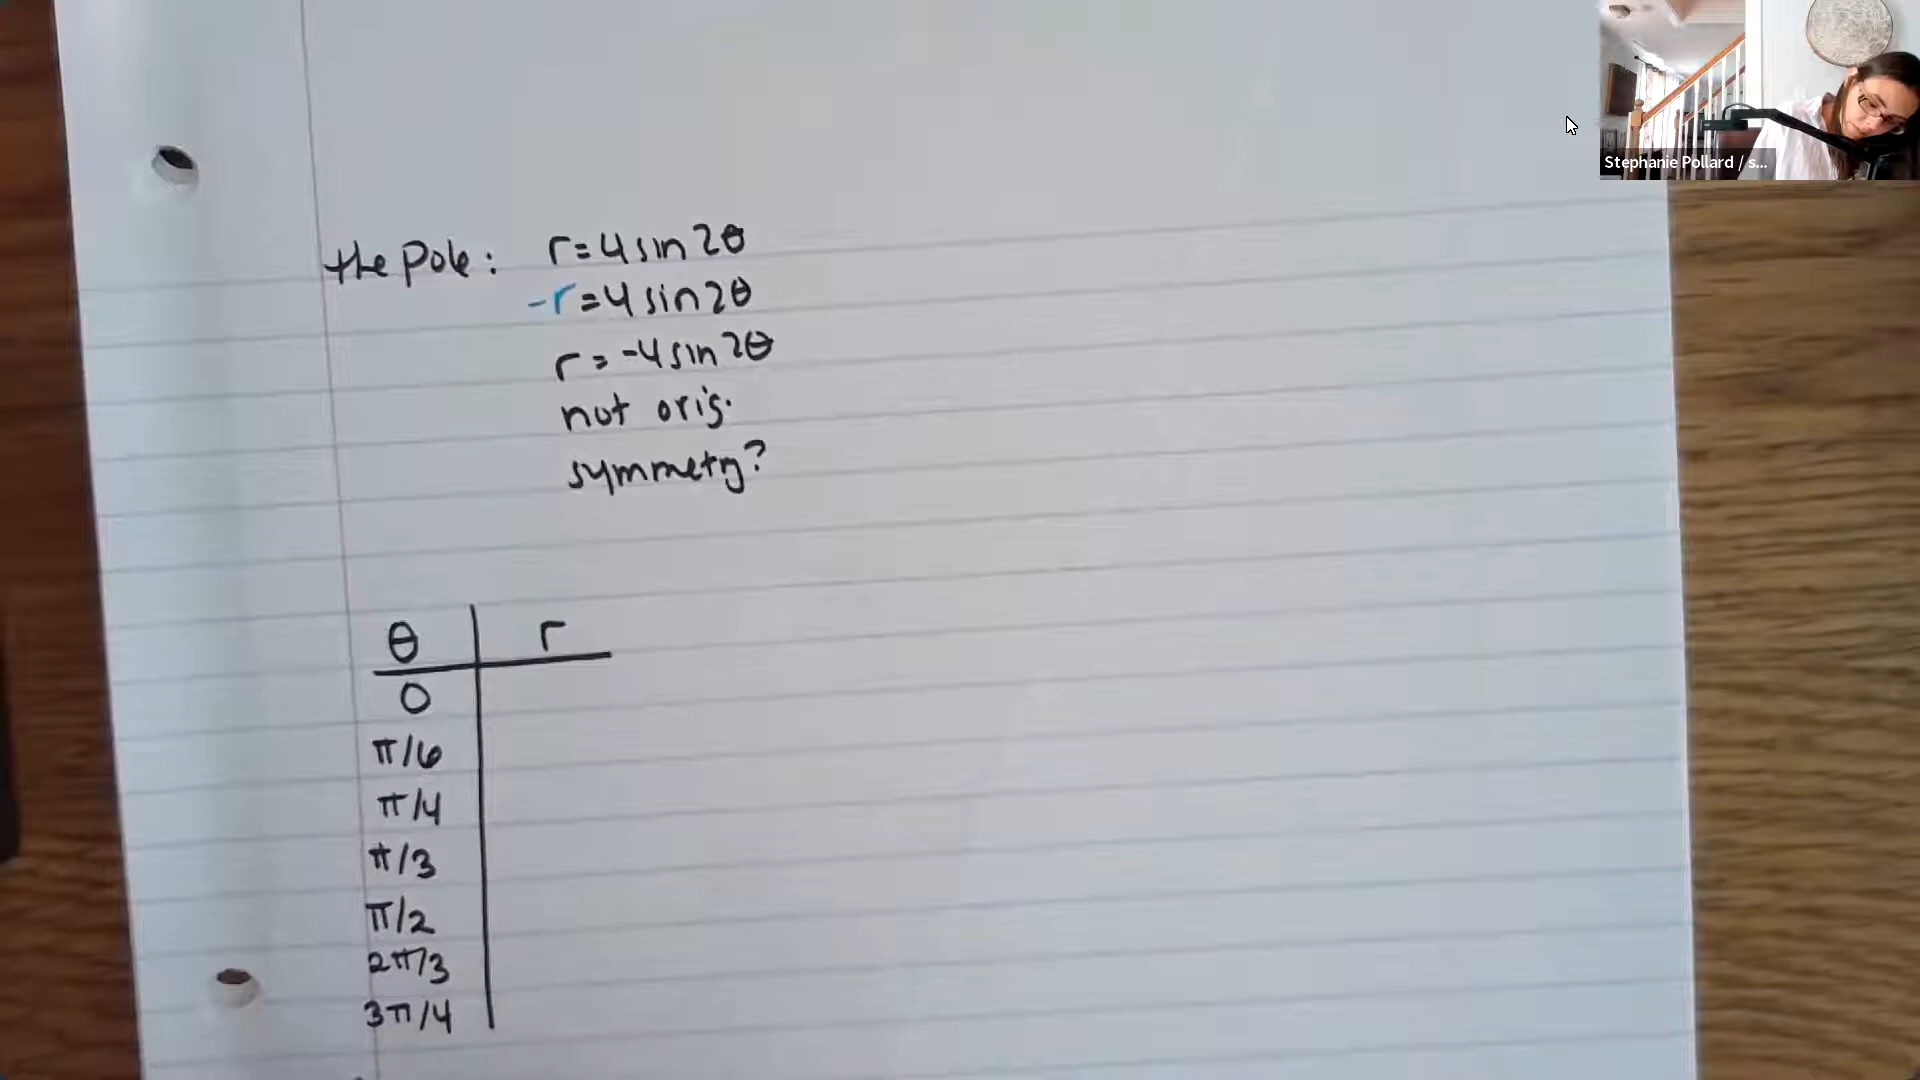 Stephanie Pollard / s...
the Pole: r=4sin2θ
-r=4sin2θ
r=-4sin2θ
not orig.
symmetry?
θ r
0
π/6
π/4
π/3
π/2
2π/3
3π/4